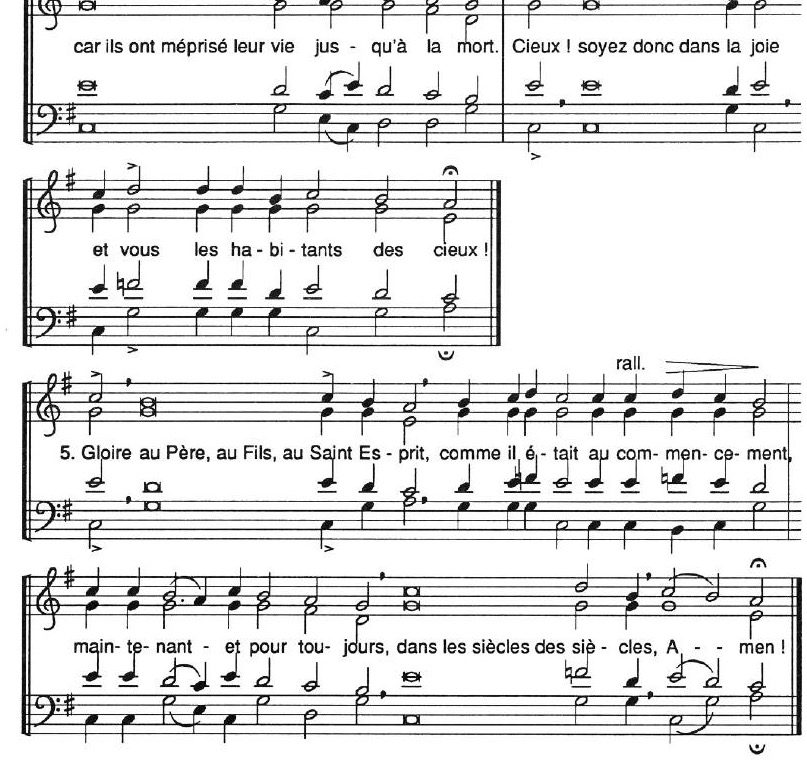 car ils ont méprisé leur vie jus - qu'à la mort. Cieux ! soyez donc dans la joie
et vous les ha - bi - tants des cieux !
rall.
5. Gloire au Père, au Fils, au Saint Es - prit, comme il é - tait au com- men- ce- ment,
main- te- nant - et pour tou- jours, dans les siècles des siè - cles, A - - men !